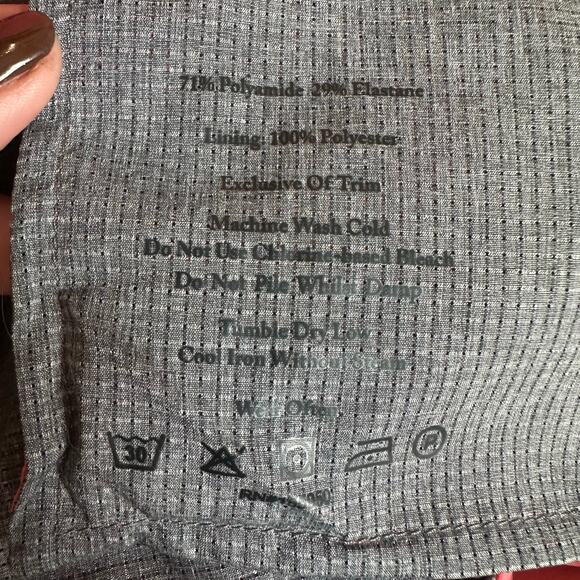 71% Polyamide 29% Elastane
Lining: 100% Polyester
Exclusive Of Trim
Machine Wash Cold
Do Not Use Chlorine-based Bleach
Do Not Pile Whilst Damp
Tumble Dry Low
Cool Iron Without Steam
Wear Often
30 P